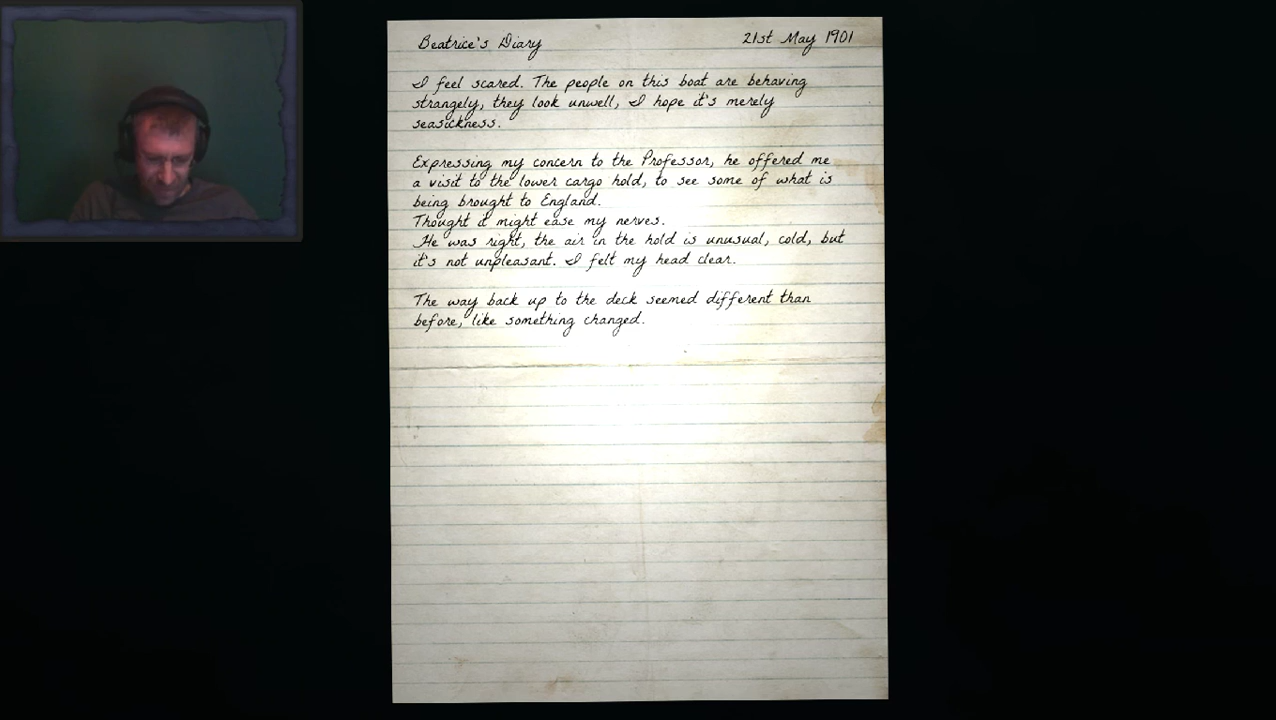 Beatrice's Diary
21st May 1901
I feel scared. The people on this boat are behaving
strangely, they look unwell, I hope it's merely
seasickness.
Expressing my concern to the Professor, he offered me
a visit to the lower cargo hold, to see some of what is
being brought to England.
Thought it might ease my nerves.
He was right, the air in the hold is unusual, cold, but
it's not unpleasant. I felt my head clear.
The way back up to the deck seemed different than
before, like something changed.